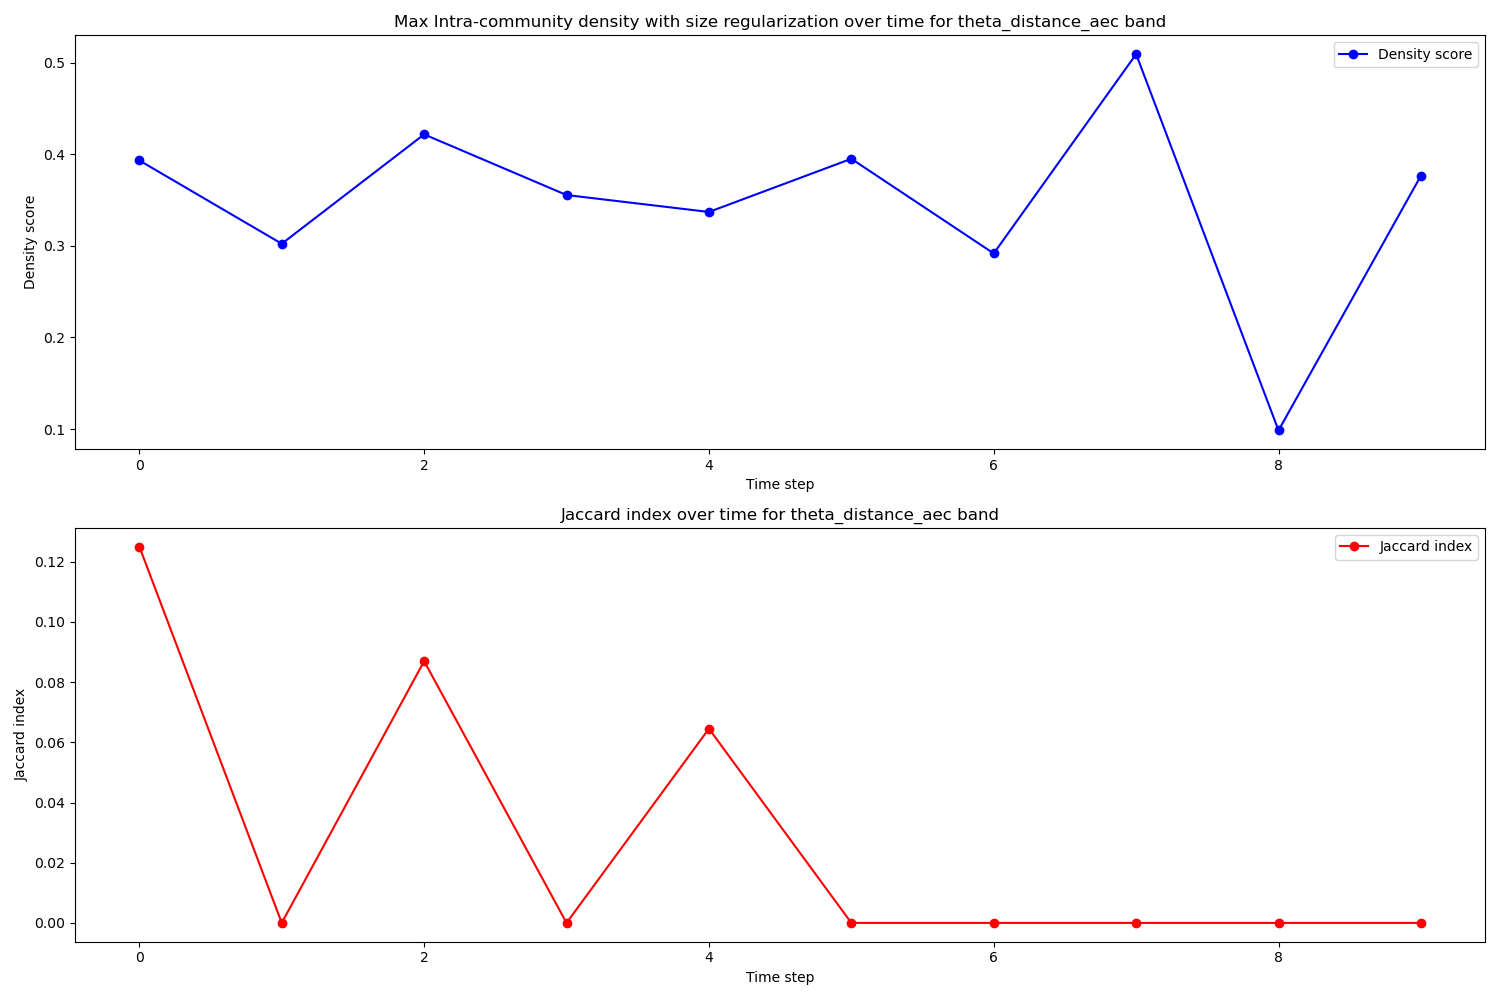 Max Intra-community density with size regularization over time for theta_distance_aec band
Density score
0.5
0.4
0.3
0.2
0.1
Density score
0
2
4
6
8
Time step
Jaccard index over time for theta_distance_aec band
Jaccard index
0.12
0.10
0.08
0.06
0.04
0.02
0.00
Jaccard index
0
2
4
6
8
Time step